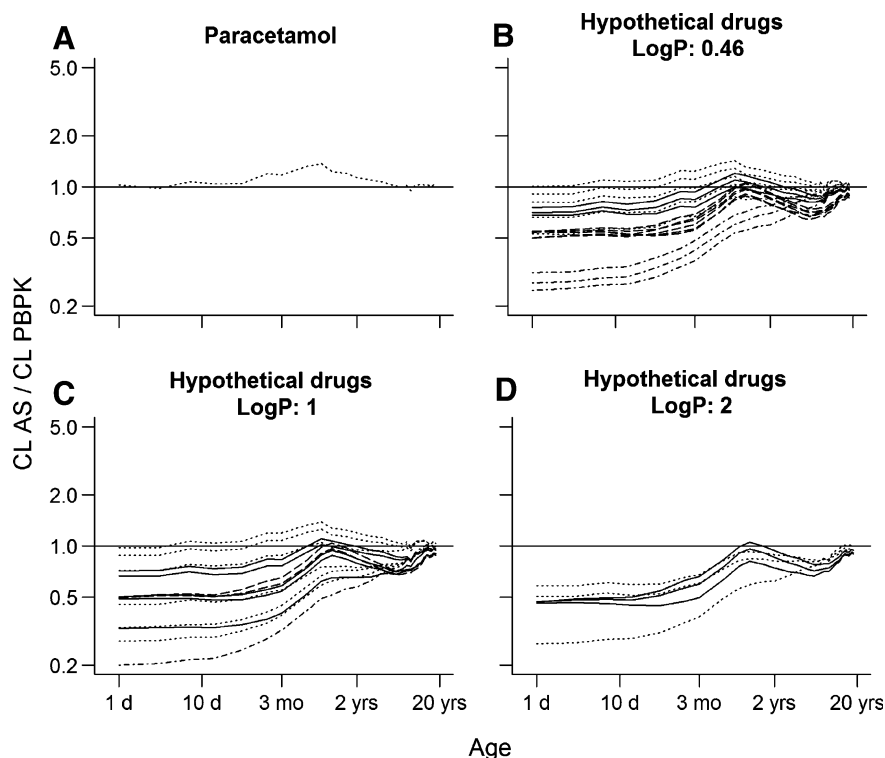 A
Paracetamol
5.0
2.0
1.0
0.5
0.2
B
Hypothetical drugs
LogP: 0.46
CL AS / CL PBPK
C
Hypothetical drugs
LogP: 1
5.0
2.0
1.0
0.5
0.2
1 d
10 d
3 mo
2 yrs
20 yrs
D
Hypothetical drugs
LogP: 2
1 d
10 d
3 mo
2 yrs
20 yrs
Age